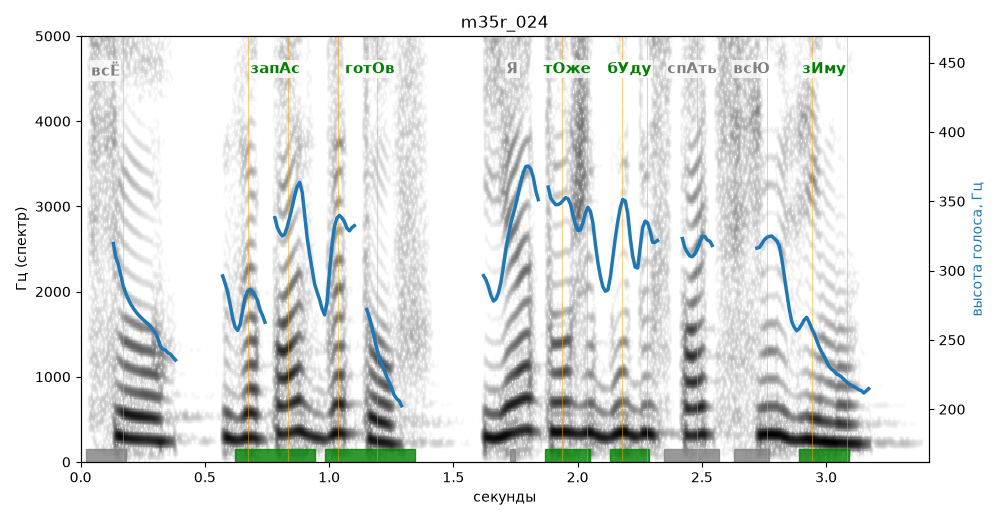 m35r_024
всЁ запАс готОв Я тОже бУду спАть всЮ зИму
5000
4000
3000
2000
1000
0
Гц (спектр)
450
400
350
300
250
200
высота голоса, Гц
0.0 0.5 1.0 1.5 2.0 2.5 3.0
секунды